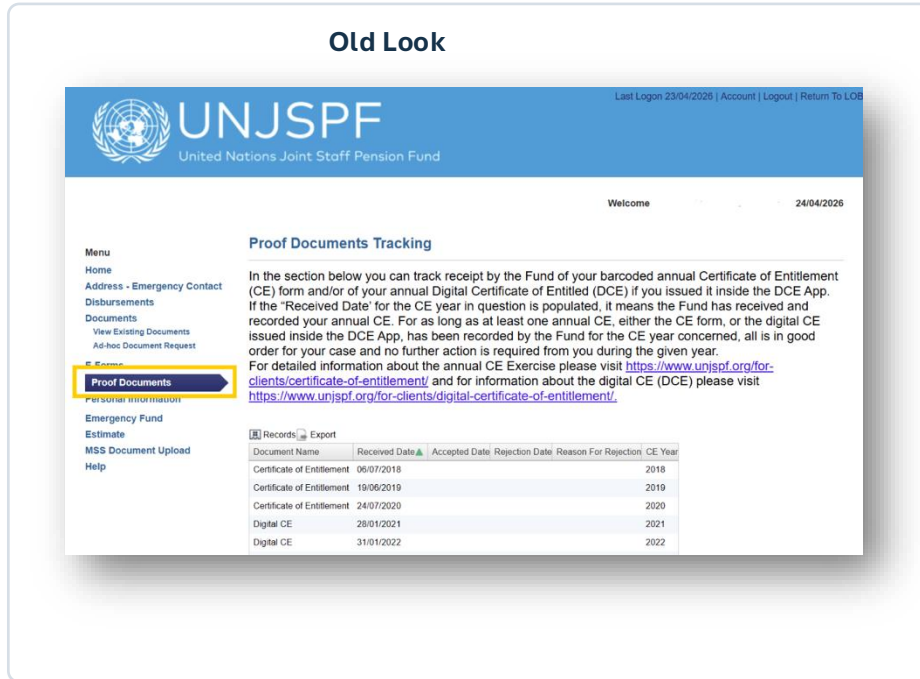 Old Look
Last Logon 23/04/2026 | Account | Logout | Return To LOB
UNJSPF
United Nations Joint Staff Pension Fund
Welcome 24/04/2026
Menu
Home
Address - Emergency Contact
Disbursements
Documents
View Existing Documents
Ad-hoc Document Request
E-Forms
Proof Documents
Personal Information
Emergency Fund
Estimate
MSS Document Upload
Help
Proof Documents Tracking
In the section below you can track receipt by the Fund of your barcoded annual Certificate of Entitlement
(CE) form and/or of your annual Digital Certificate of Entitled (DCE) if you issued it inside the DCE App.
If the "Received Date' for the CE year in question is populated, it means the Fund has received and
recorded your annual CE. For as long as at least one annual CE, either the CE form, or the digital CE
issued inside the DCE App, has been recorded by the Fund for the CE year concerned, all is in good
order for your case and no further action is required from you during the given year.
For detailed information about the annual CE Exercise please visit https://www.unjspf.org/for-
clients/certificate-of-entitlement/ and for information about the digital CE (DCE) please visit
https://www.unjspf.org/for-clients/digital-certificate-of-entitlement/.
Records Export
Document Name Received Date Accepted Date Rejection Date Reason For Rejection CE Year
Certificate of Entitlement 06/07/2018 2018
Certificate of Entitlement 19/06/2019 2019
Certificate of Entitlement 24/07/2020 2020
Digital CE 28/01/2021 2021
Digital CE 31/01/2022 2022